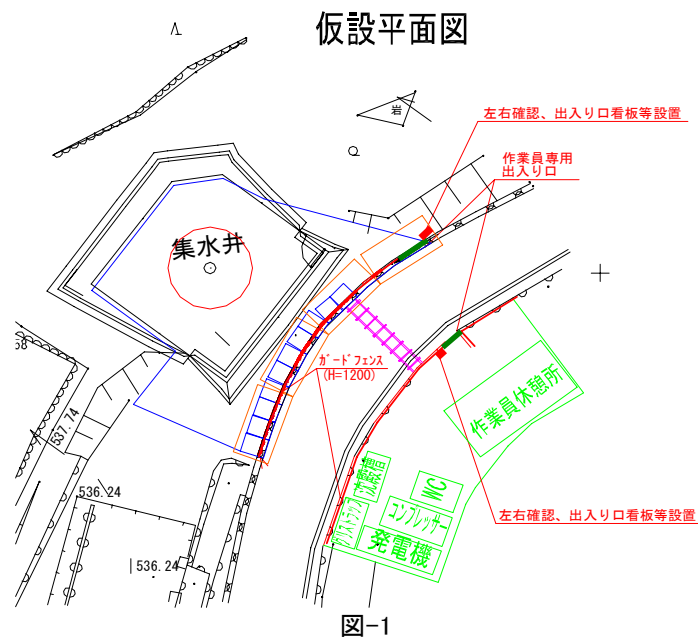 仮設平面図
岩
左右確認、出入り口看板等設置
作業員専用
出入り口
集水井
ｶﾞｰﾄﾞﾌｪﾝｽ
(H=1200)
作業員休憩所
537.74
536.24
沈澱槽
WC
コンプレッサー
発電機
左右確認、出入り口看板等設置
536.24
図-1